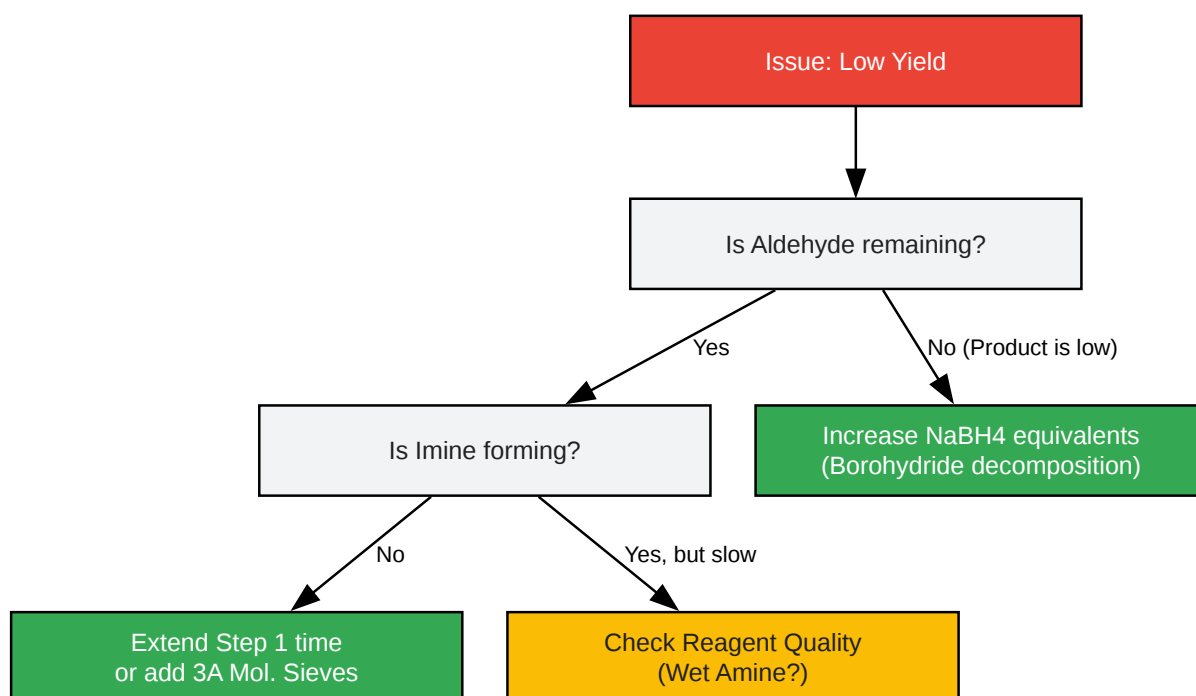 Issue: Low Yield
Is Aldehyde remaining?
Yes
No (Product is low)
Is Imine forming?
Increase NaBH4 equivalents
(Borohydride decomposition)
No
Yes, but slow
Extend Step 1 time
or add 3A Mol. Sieves
Check Reagent Quality
(Wet Amine?)